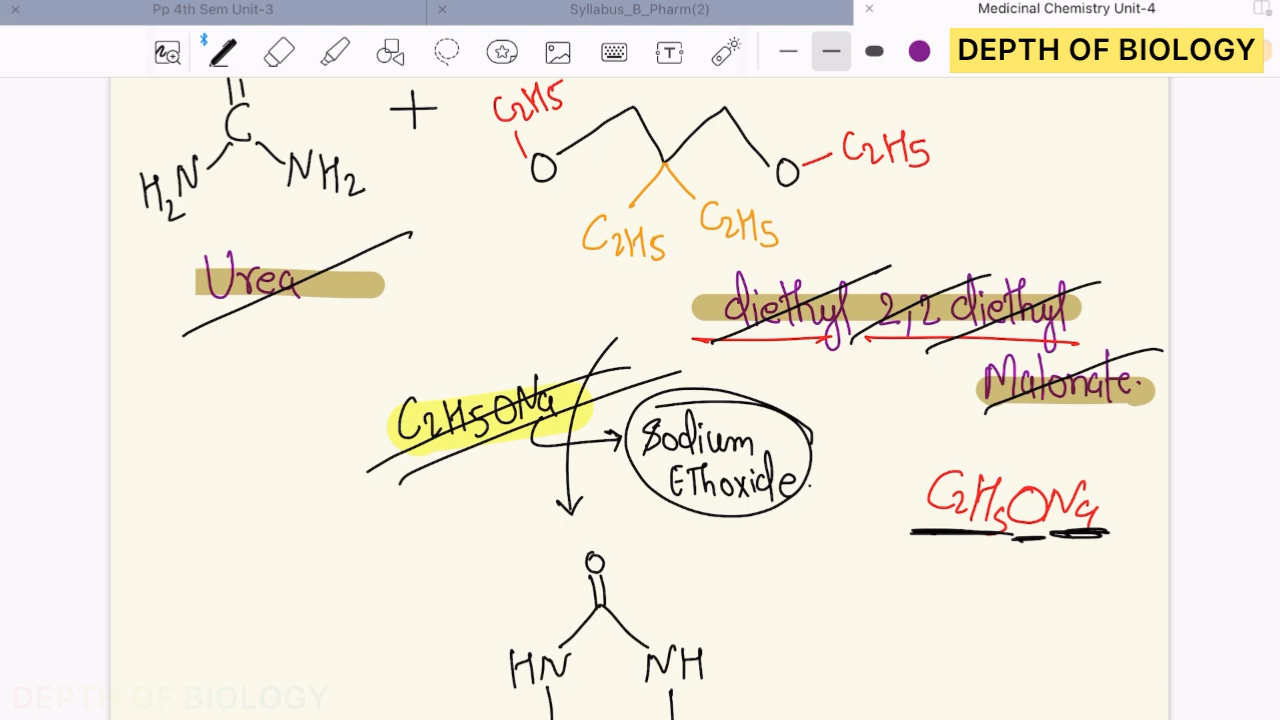 Pp 4th Sem Unit-3
Syllabus_B_Pharm(2)
Medicinal Chemistry Unit-4
DEPTH OF BIOLOGY
C
H2N
NH2
+
C2H5
O
O
C2H5
C2H5
C2H5
Urea
diethyl 2,2 diethyl
Malonate.
C2H5ONa
Sodium
EThoxide.
C2H5ONa
O
HN
NH
DEPTH OF BIOLOGY